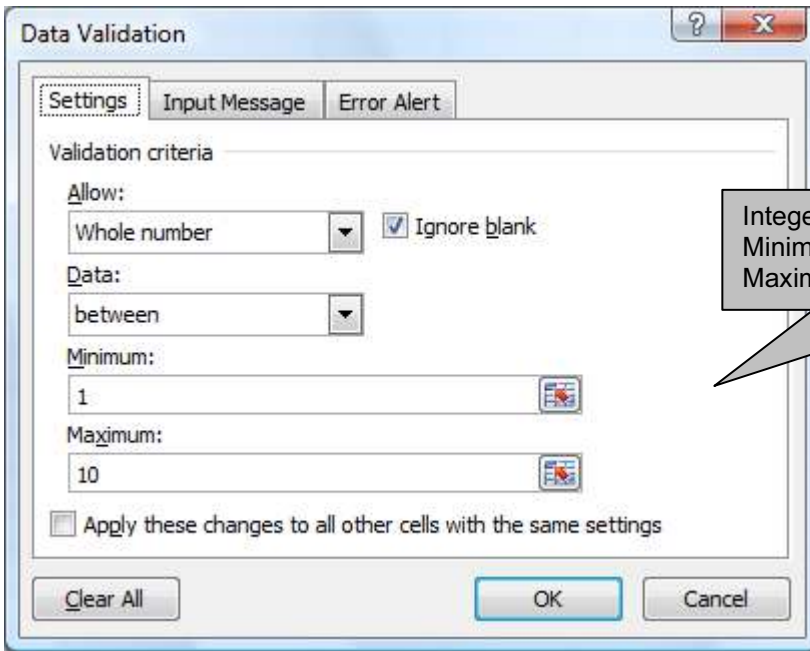 Data Validation
Settings Input Message Error Alert
Validation criteria
Allow:
Whole number Ignore blank
Data:
between
Minimum:
1
Maximum:
10
Apply these changes to all other cells with the same settings
Clear All OK Cancel